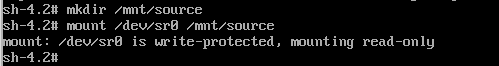 sh-4.2# mkdir /mnt/source
sh-4.2# mount /dev/sr0 /mnt/source
mount: /dev/sr0 is write-protected, mounting read-only
sh-4.2#